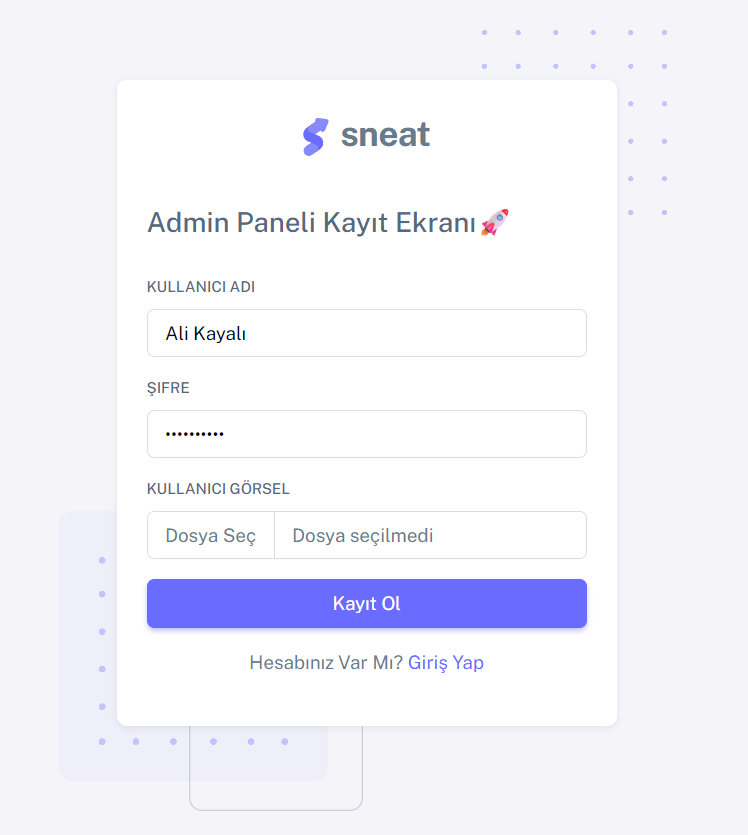 sneat
Admin Paneli Kayıt Ekranı🚀
KULLANICI ADI
Ali Kayalı
ŞIFRE
••••••••••
KULLANICI GÖRSEL
Dosya Seç Dosya seçilmedi
Kayıt Ol
Hesabınız Var Mı? Giriş Yap